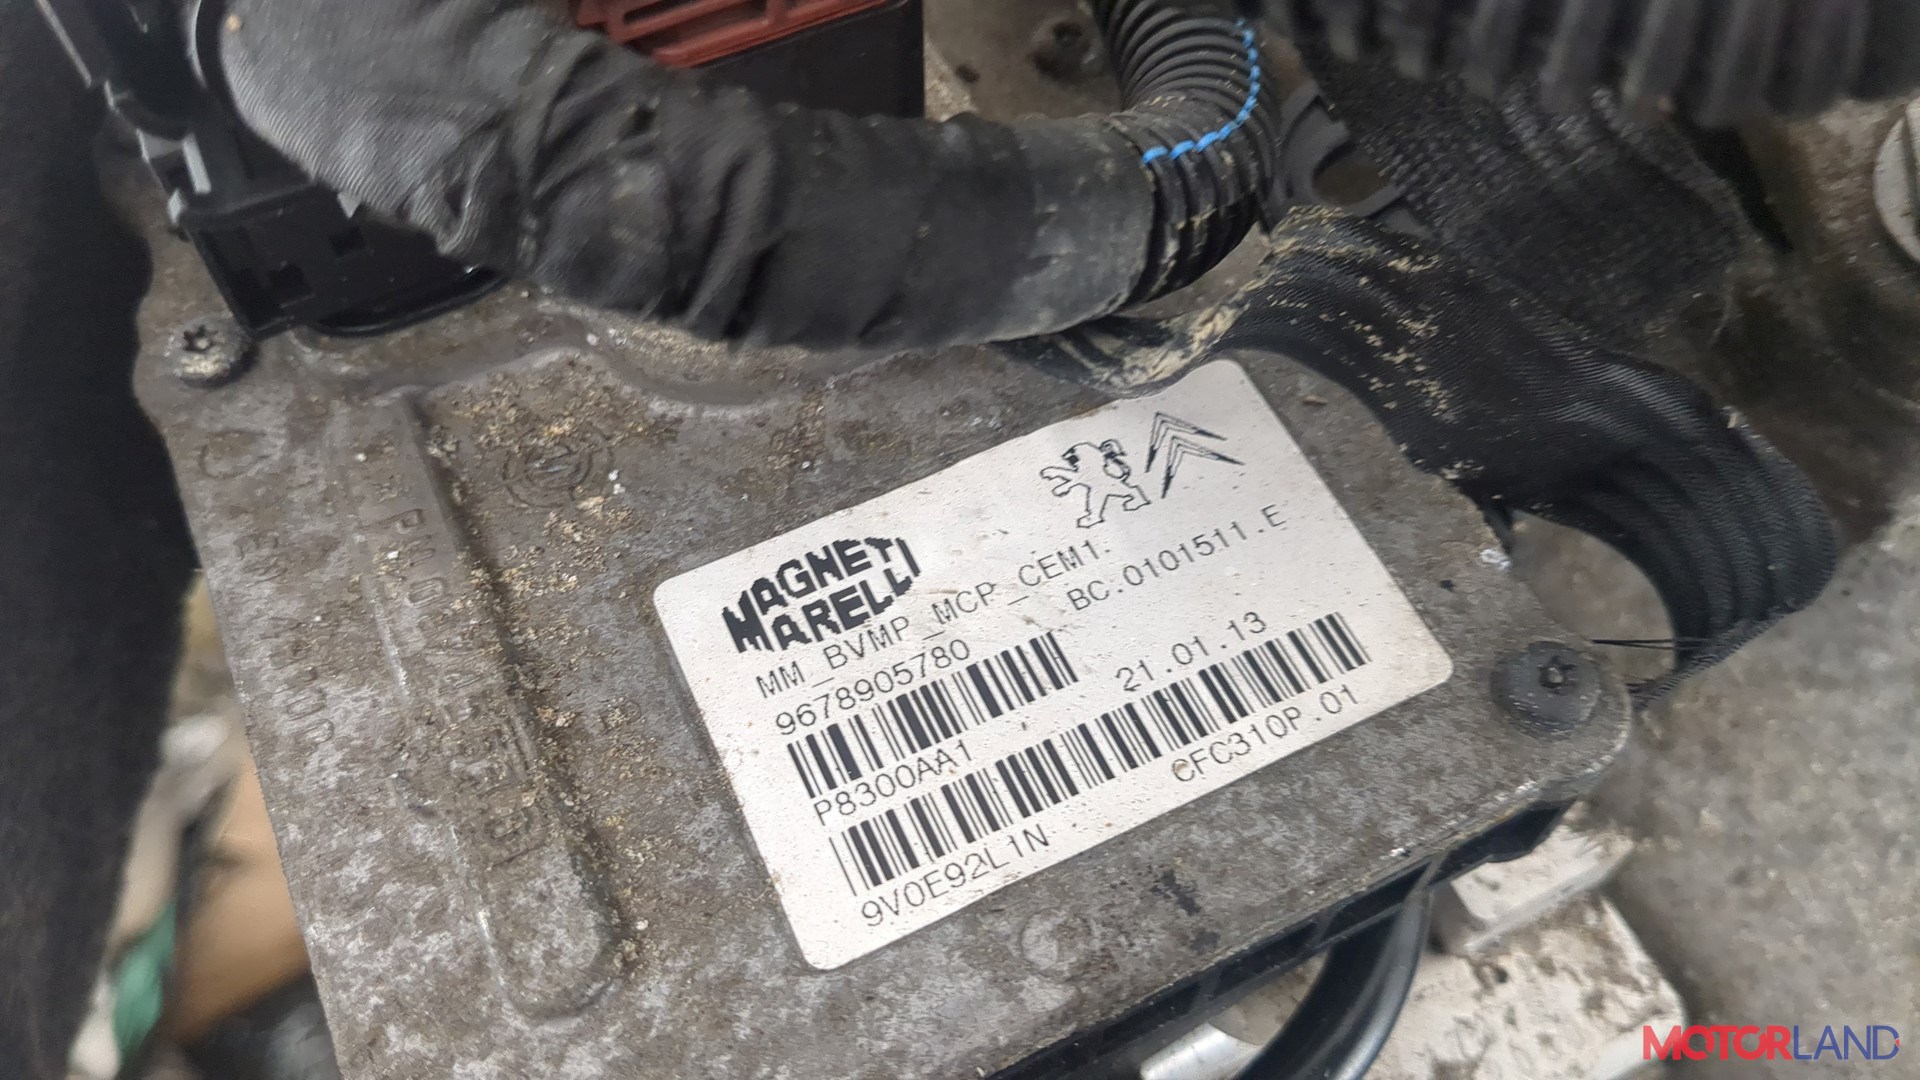 MAGNETI
MARELLI
MM_BVMP_MCP_CEM1.
9678905780
BC.0101511.E
P8300AA1
21.01.13
9V0E92L1N
CFC310P.01
MOTORLAND